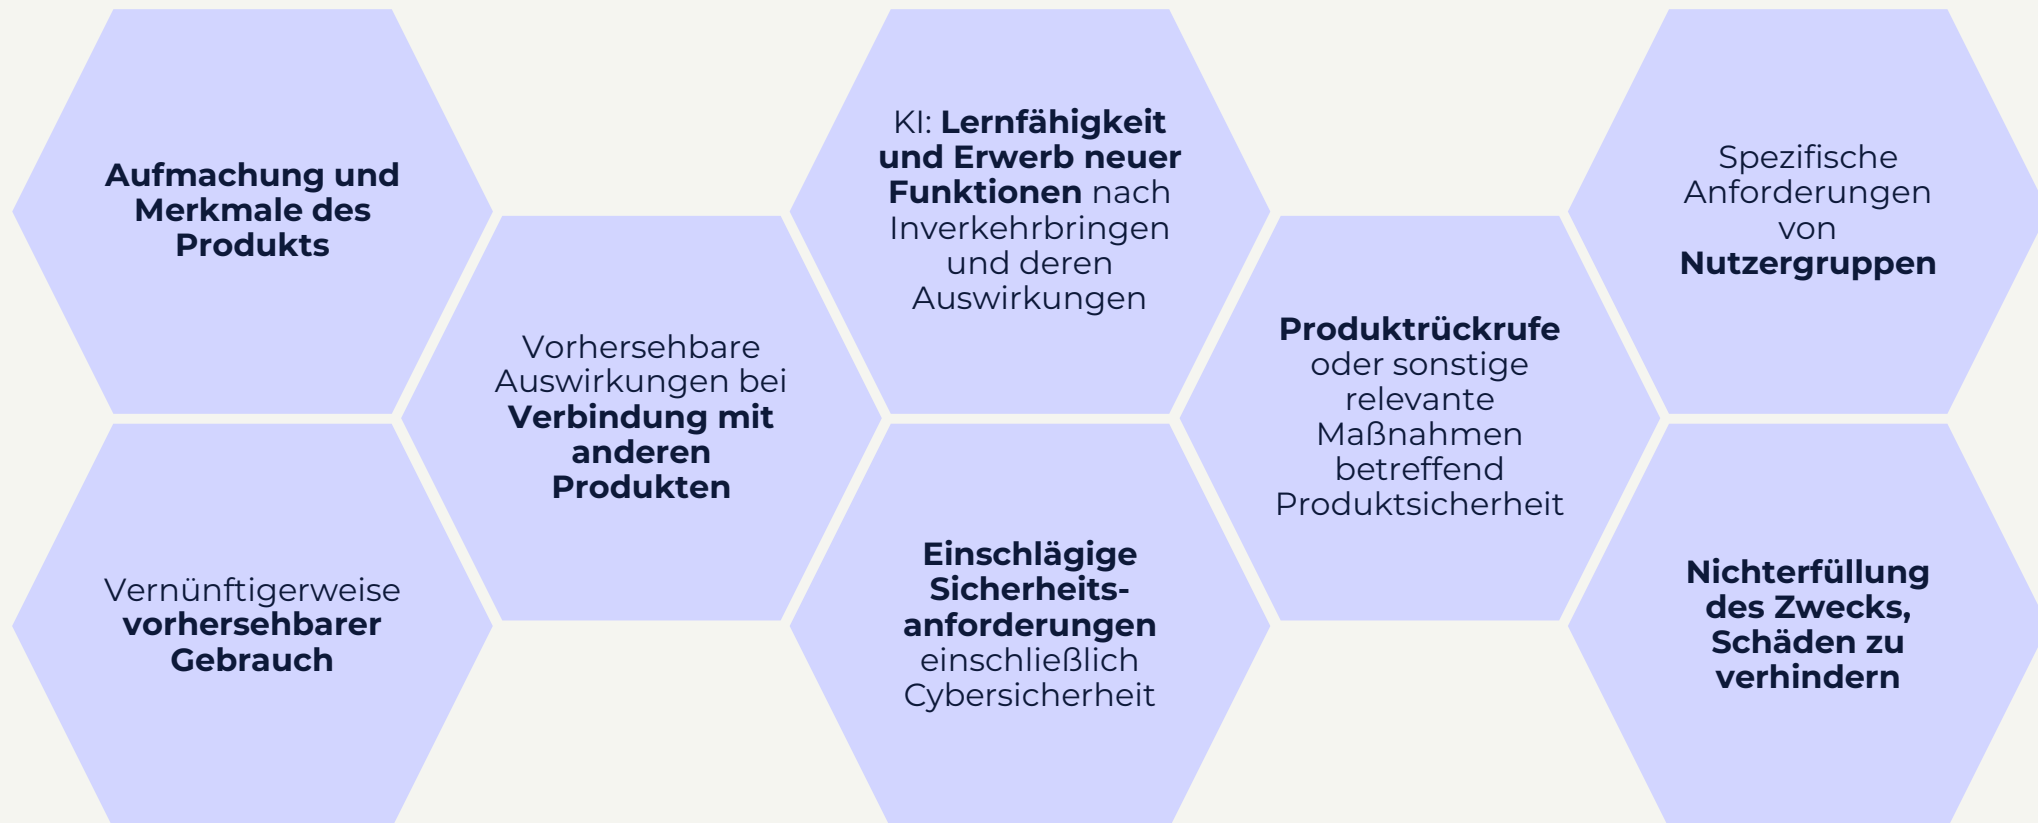 Aufmachung und
Merkmale des
Produkts
Vernünftigerweise
vorhersehbarer
Gebrauch
Vorhersehbare
Auswirkungen bei
Verbindung mit
anderen
Produkten
KI: Lernfähigkeit
und Erwerb neuer
Funktionen nach
Inverkehrbringen
und deren
Auswirkungen
Einschlägige
Sicherheits-
anforderungen
einschließlich
Cybersicherheit
Produktrückrufe
oder sonstige
relevante
Maßnahmen
betreffend
Produktsicherheit
Spezifische
Anforderungen
von
Nutzergruppen
Nichterfüllung
des Zwecks,
Schäden zu
verhindern